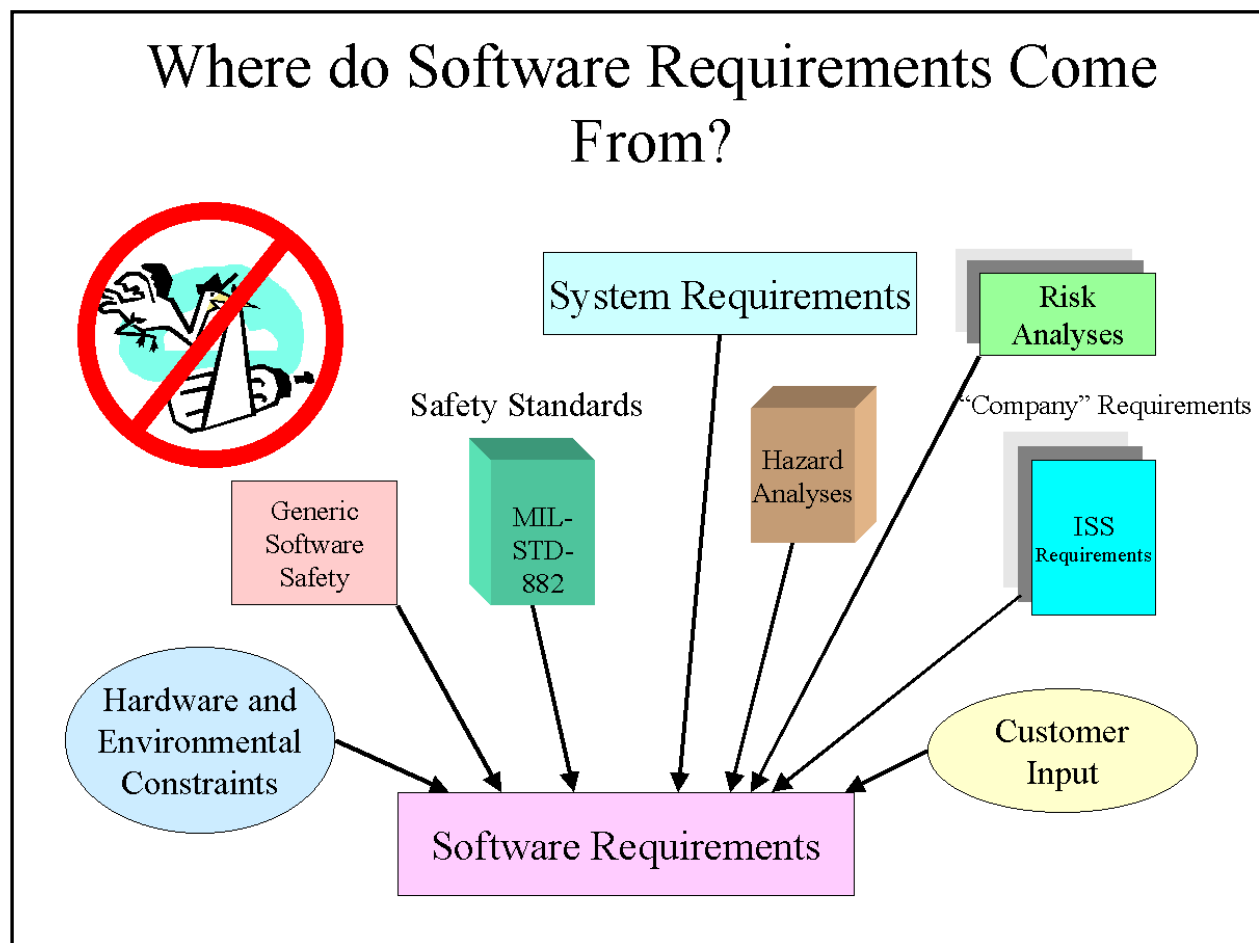 Where do Software Requirements Come
From?
System Requirements
Risk
Analyses
Safety Standards
“Company” Requirements
Generic
Software
Safety
MIL-
STD-
882
Hazard
Analyses
ISS
Requirements
Hardware and
Environmental
Constraints
Customer
Input
Software Requirements